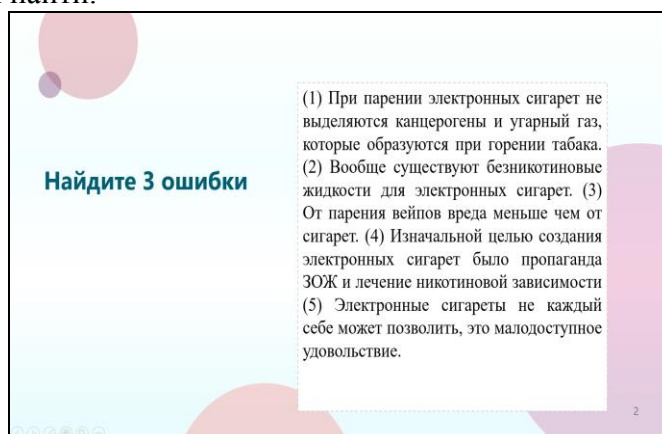 Найдите 3 ошибки
(1) При парении электронных сигарет не
выделяются канцерогены и угарный газ,
которые образуются при горении табака.
(2) Вообще существуют безникотиновые
жидкости для электронных сигарет. (3)
От парения вейпов вреда меньше чем от
сигарет. (4) Изначальной целью создания
электронных сигарет было пропаганда
ЗОЖ и лечение никотиновой зависимости
(5) Электронные сигареты не каждый
себе может позволить, это малодоступное
удовольствие.
2